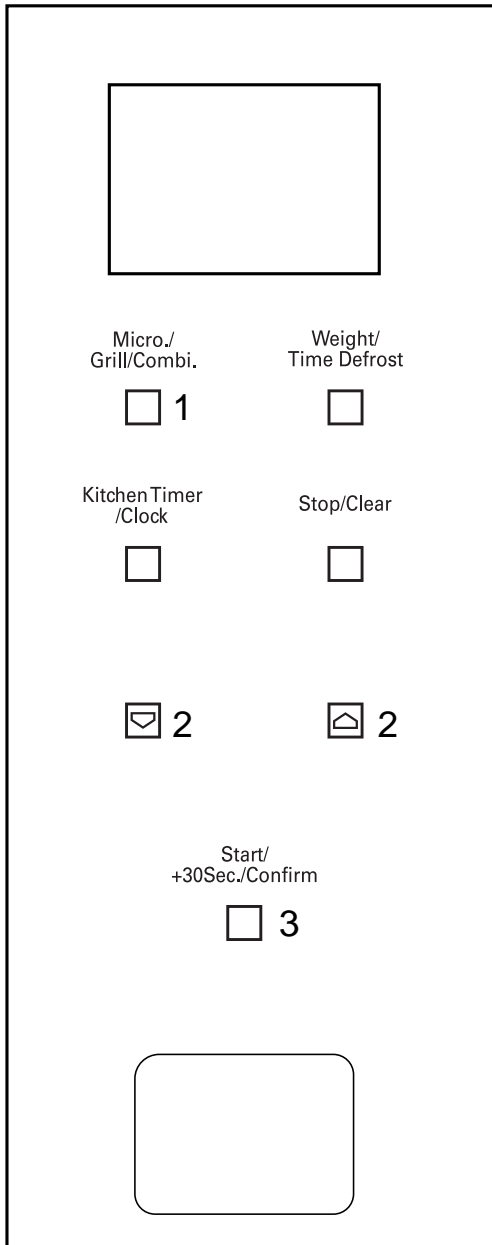 Micro./
Grill/Combi.
Weight/
Time Defrost
1
Kitchen Timer
/Clock
Stop/Clear
2
2
Start/
+30Sec./Confirm
3